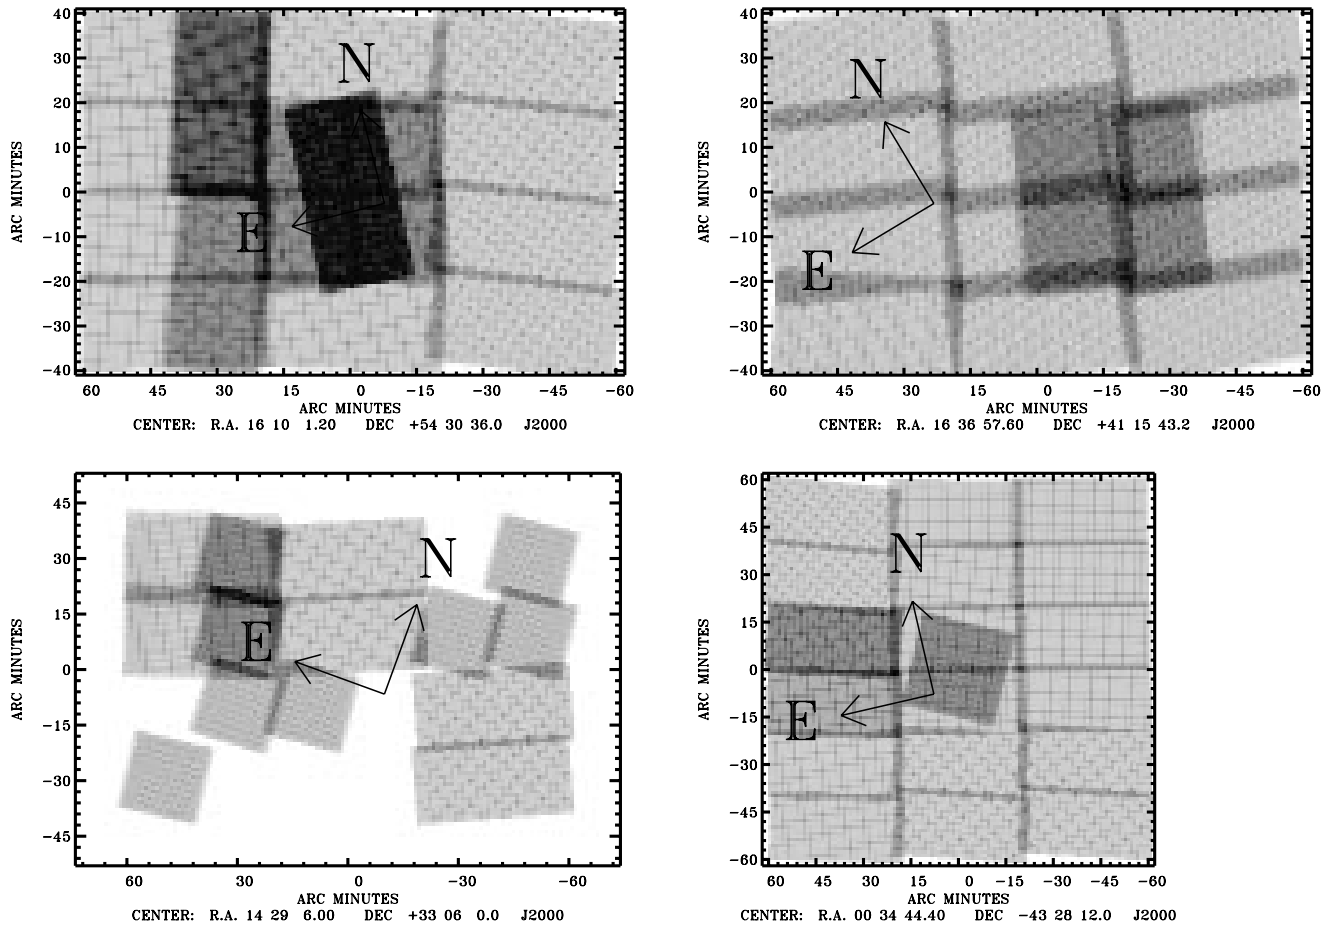 40
30
20
10
0
−10
−20
−30
−40
ARC MINUTES
N
E
60 45 30 15 0 −15 −30 −45 −60
ARC MINUTES
CENTER: R.A. 16 10 1.20 DEC +54 30 36.0 J2000
40
30
20
10
0
−10
−20
−30
−40
ARC MINUTES
N
E
60 45 30 15 0 −15 −30 −45 −60
ARC MINUTES
CENTER: R.A. 16 36 57.60 DEC +41 15 43.2 J2000
45
30
15
0
−15
−30
−45
ARC MINUTES
N
E
60 30 0 −30 −60
ARC MINUTES
CENTER: R.A. 14 29 6.00 DEC +33 06 0.0 J2000
60
45
30
15
0
−15
−30
−45
−60
ARC MINUTES
N
E
60 45 30 15 0 −15 −30 −45 −60
ARC MINUTES
CENTER: R.A. 00 34 44.40 DEC −43 28 12.0 J2000